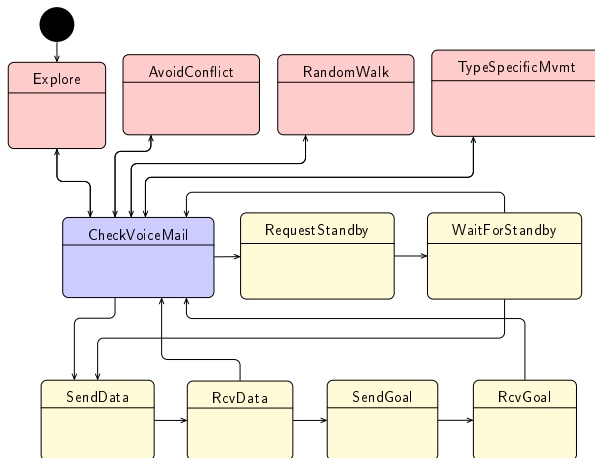 Explore
AvoidConflict
RandomWalk
TypeSpecificMvmt
CheckVoiceMail
RequestStandby
WaitForStandby
SendData
RcvData
SendGoal
RcvGoal